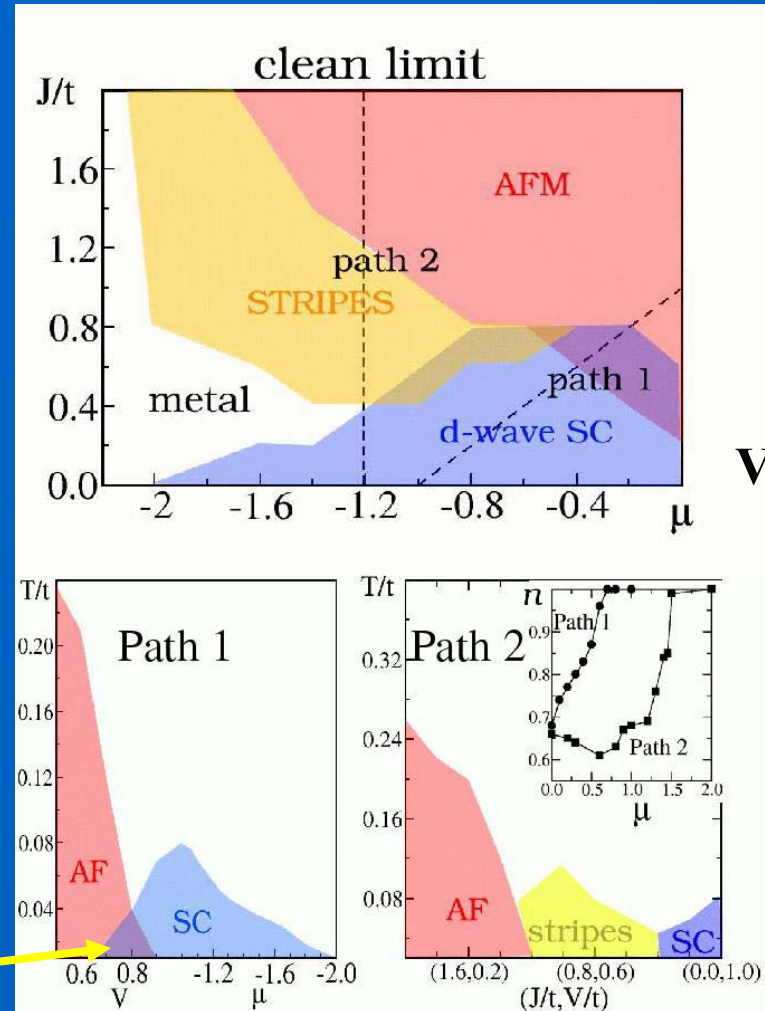 clean limit
J/t
1.6
AFM
1.2
path 2
STRIPES
0.8
path 1
metal
0.4
d-wave SC
0.0
-2 -1.6 -1.2 -0.8 -0.4 μ
V
T/t
Path 1
0.20
0.16
0.12
0.08
AF
SC
0.04
0.6 0.8 -1.2 -1.6 -2.0
V μ
T/t
Path 2
0.32
0.24
0.16
0.08
AF
stripes
SC
(1.6,0.2) (0.8,0.6) (0.0,1.0)
(J/t,V/t)
n
Path 1
0.9
0.8
0.7
Path 2
0.6
0.0 0.5 1.0 1.5 2.0
μ